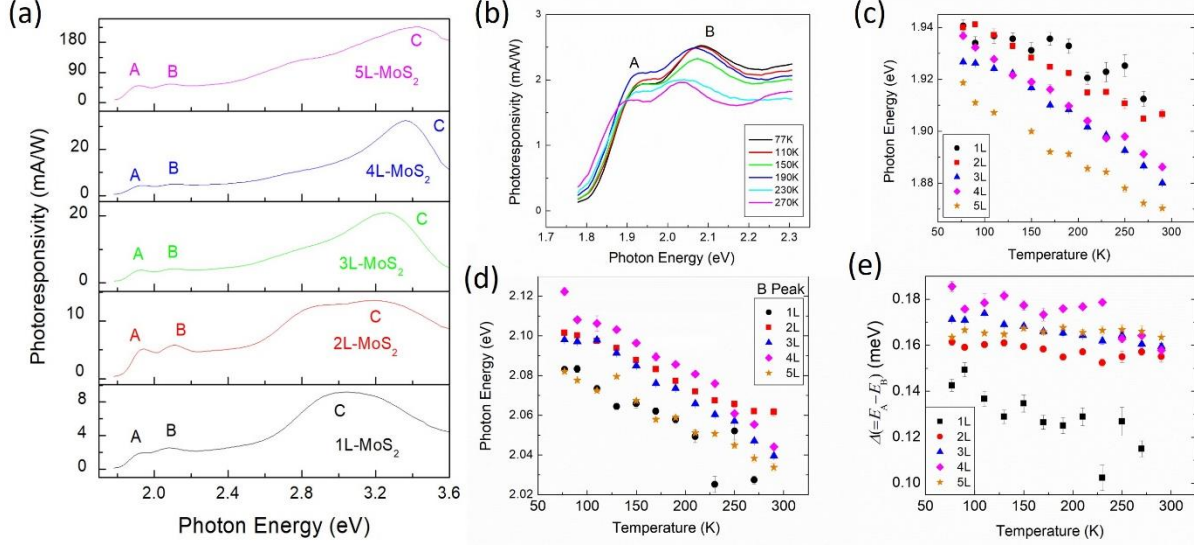 (a)
Photoresponsivity (mA/W)
180
90
0
A
B
C
5L-MoS₂
30
15
0
A
B
C
4L-MoS₂
20
10
0
A
B
C
3L-MoS₂
10
5
0
A
B
C
2L-MoS₂
8
4
0
A
B
C
1L-MoS₂
2.0
2.4
2.8
3.2
3.6
Photon Energy (eV)
(b)
Photoresponsivity (mA/W)
3
2
2
1
1
0
A
B
77K
110K
150K
190K
230K
270K
1.7
1.8
1.9
2.0
2.1
2.2
2.3
Photon Energy (eV)
(c)
Photon Energy (eV)
1.94
1.92
1.90
1.88
1L
2L
3L
4L
5L
50
100
150
200
250
300
Temperature (K)
(d)
Photon Energy (eV)
2.12
2.10
2.08
2.06
2.04
2.02
B Peak
1L
2L
3L
4L
5L
50
100
150
200
250
300
Temperature (K)
(e)
Δ(=E_A−E_B) (meV)
0.18
0.16
0.14
0.12
0.10
1L
2L
3L
4L
5L
50
100
150
200
250
300
Temperature (K)